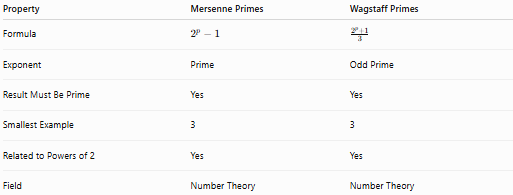 Property Mersenne Primes Wagstaff Primes
Formula 2^p − 1 (2^p+1)/3
Exponent Prime Odd Prime
Result Must Be Prime Yes Yes
Smallest Example 3 3
Related to Powers of 2 Yes Yes
Field Number Theory Number Theory